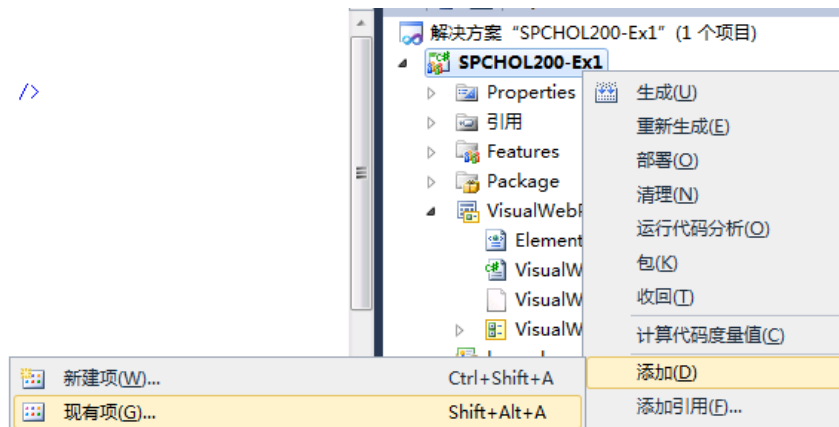 解决方案 “SPCHOL200-Ex1” (1 个项目)
SPCHOL200-Ex1
/>
Properties
生成(U)
引用
重新生成(E)
Features
部署(O)
Package
清理(N)
VisualWebP
运行代码分析(O)
Element
包(K)
VisualW
收回(T)
VisualW
VisualW
计算代码度量值(C)
新建项(W)... Ctrl+Shift+A
添加(D)
现有项(G)... Shift+Alt+A
添加引用(F)...